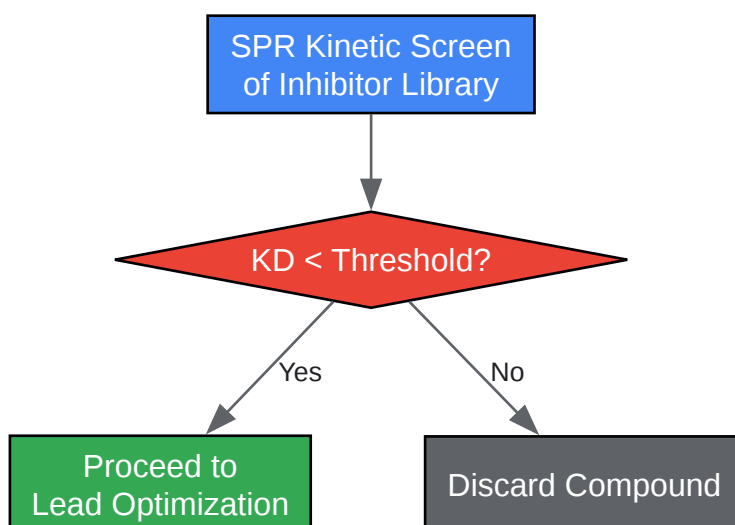 SPR Kinetic Screen
of Inhibitor Library
KD < Threshold?
Yes
No
Proceed to
Lead Optimization
Discard Compound